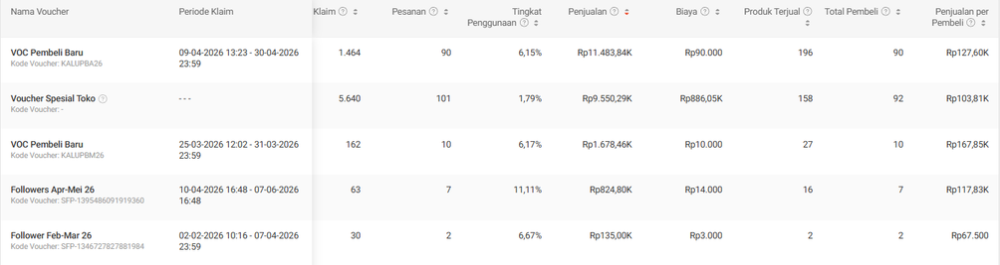 Nama Voucher Periode Klaim Klaim Pesanan Tingkat Penggunaan Penjualan Biaya Produk Terjual Total Pembeli Penjualan per Pembeli
VOC Pembeli Baru 09-04-2026 13:23 - 30-04-2026 1.464 90 6,15% Rp11.483,84K Rp90.000 196 90 Rp127,60K
Kode Voucher: KALUPBA26 23:59
Voucher Spesial Toko - - - 5.640 101 1,79% Rp9.550,29K Rp886,05K 158 92 Rp103,81K
Kode Voucher: -
VOC Pembeli Baru 25-03-2026 12:02 - 31-03-2026 162 10 6,17% Rp1.678,46K Rp10.000 27 10 Rp167,85K
Kode Voucher: KALUPBM26 23:59
Followers Apr-Mei 26 10-04-2026 16:48 - 07-06-2026 63 7 11,11% Rp824,80K Rp14.000 16 7 Rp117,83K
Kode Voucher: SFP-1395486091919360 16:48
Follower Feb-Mar 26 02-02-2026 10:16 - 07-04-2026 30 2 6,67% Rp135,00K Rp3.000 2 2 Rp67.500
Kode Voucher: SFP-1346727827881984 23:59